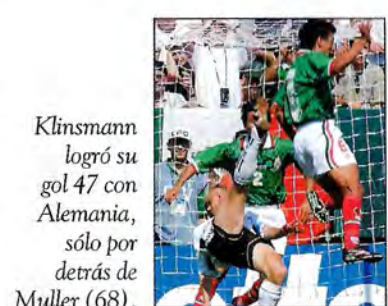 Klinsmann
logró su
gol 47 con
Alemania,
sólo por
detrás de
Muller (68).